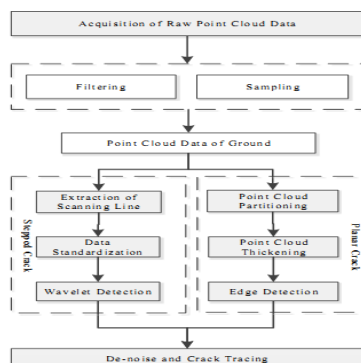 Acquisition of Raw Point Cloud Data
Filtering
Sampling
Point Cloud Data of Ground
Stepped Crack
Extraction of
Scanning Line
Data
Standardization
Wavelet Detection
Point Cloud
Partitioning
Point Cloud
Thickening
Edge Detection
Planar Crack
De-noise and Crack Tracing